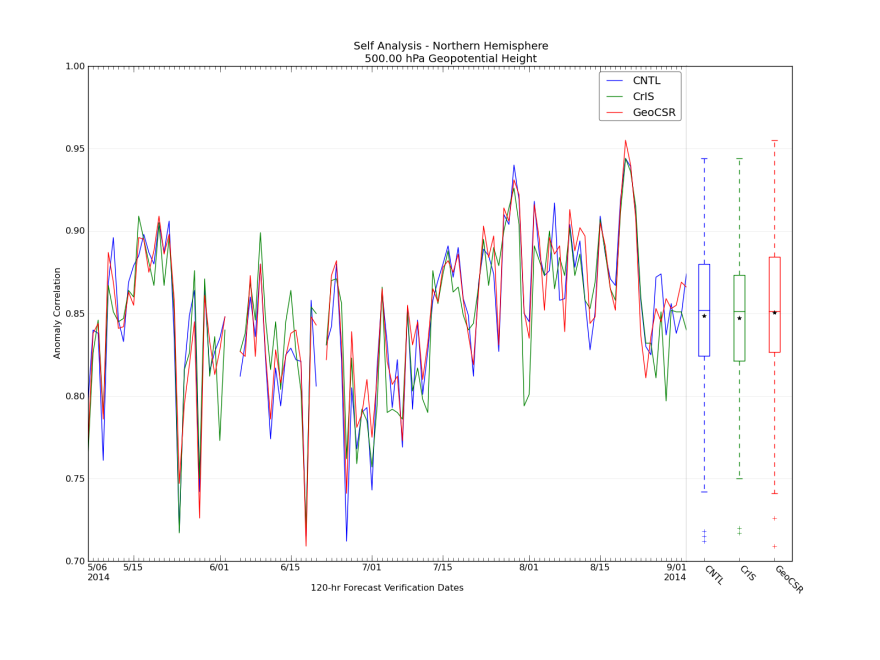 Self Analysis - Northern Hemisphere
500.00 hPa Geopotential Height
CNTL
CrIS
GeoCSR
Anomaly Correlation
1.00
0.95
0.90
0.85
0.80
0.75
0.70
5/06 5/15 6/01 6/15 7/01 7/15 8/01 8/15 9/01
2014 2014
CNTL CrIS GeoCSR
120-hr Forecast Verification Dates